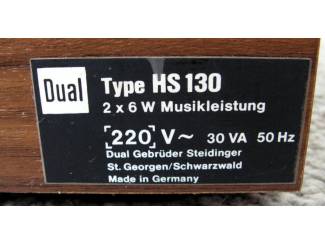 Dual
Type HS 130
2 x 6 W Musikleistung
[220] V~ 30 VA 50 Hz
Dual Gebrüder Steidinger
St. Georgen/Schwarzwald
Made in Germany